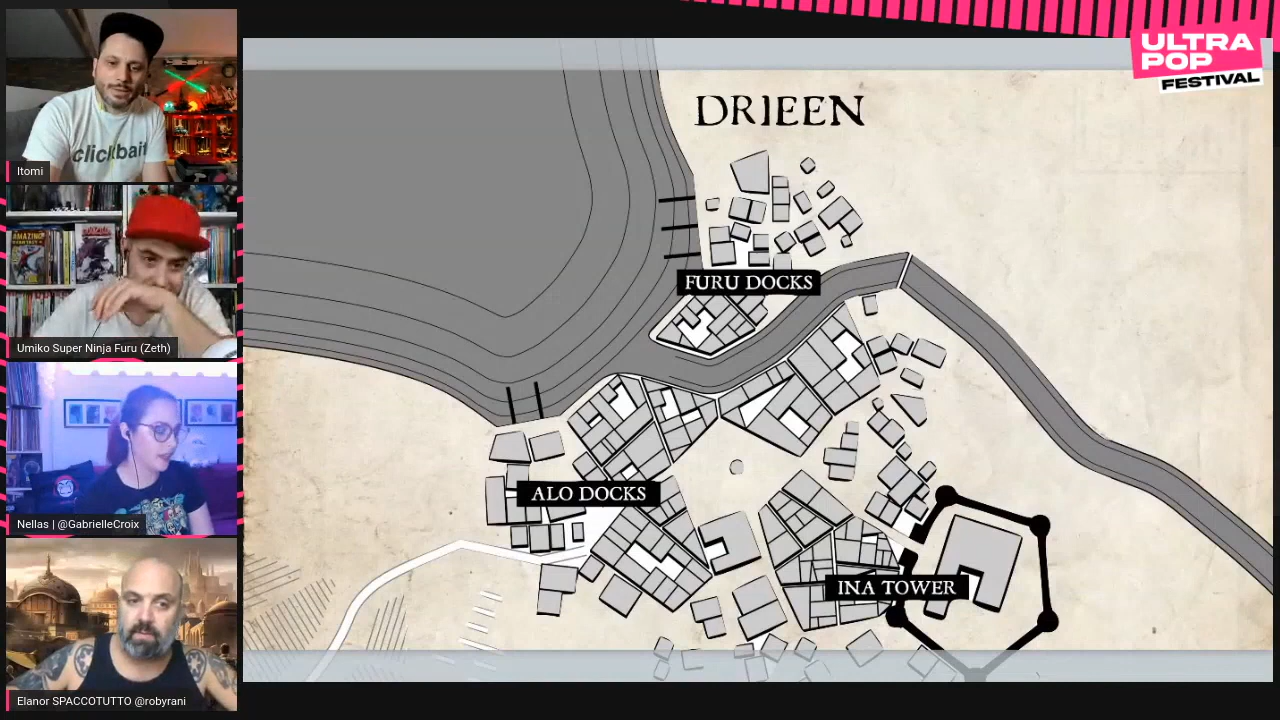 clickbait
Itomi
AMAZING
Umiko Super Ninja Furu (Zeth)
Nellas | @GabrielleCroix
Elanor SPACCOTUTTO @robyrani
DRIEEN
FURU DOCKS
ALO DOCKS
INA TOWER
ULTRA
POP
FESTIVAL